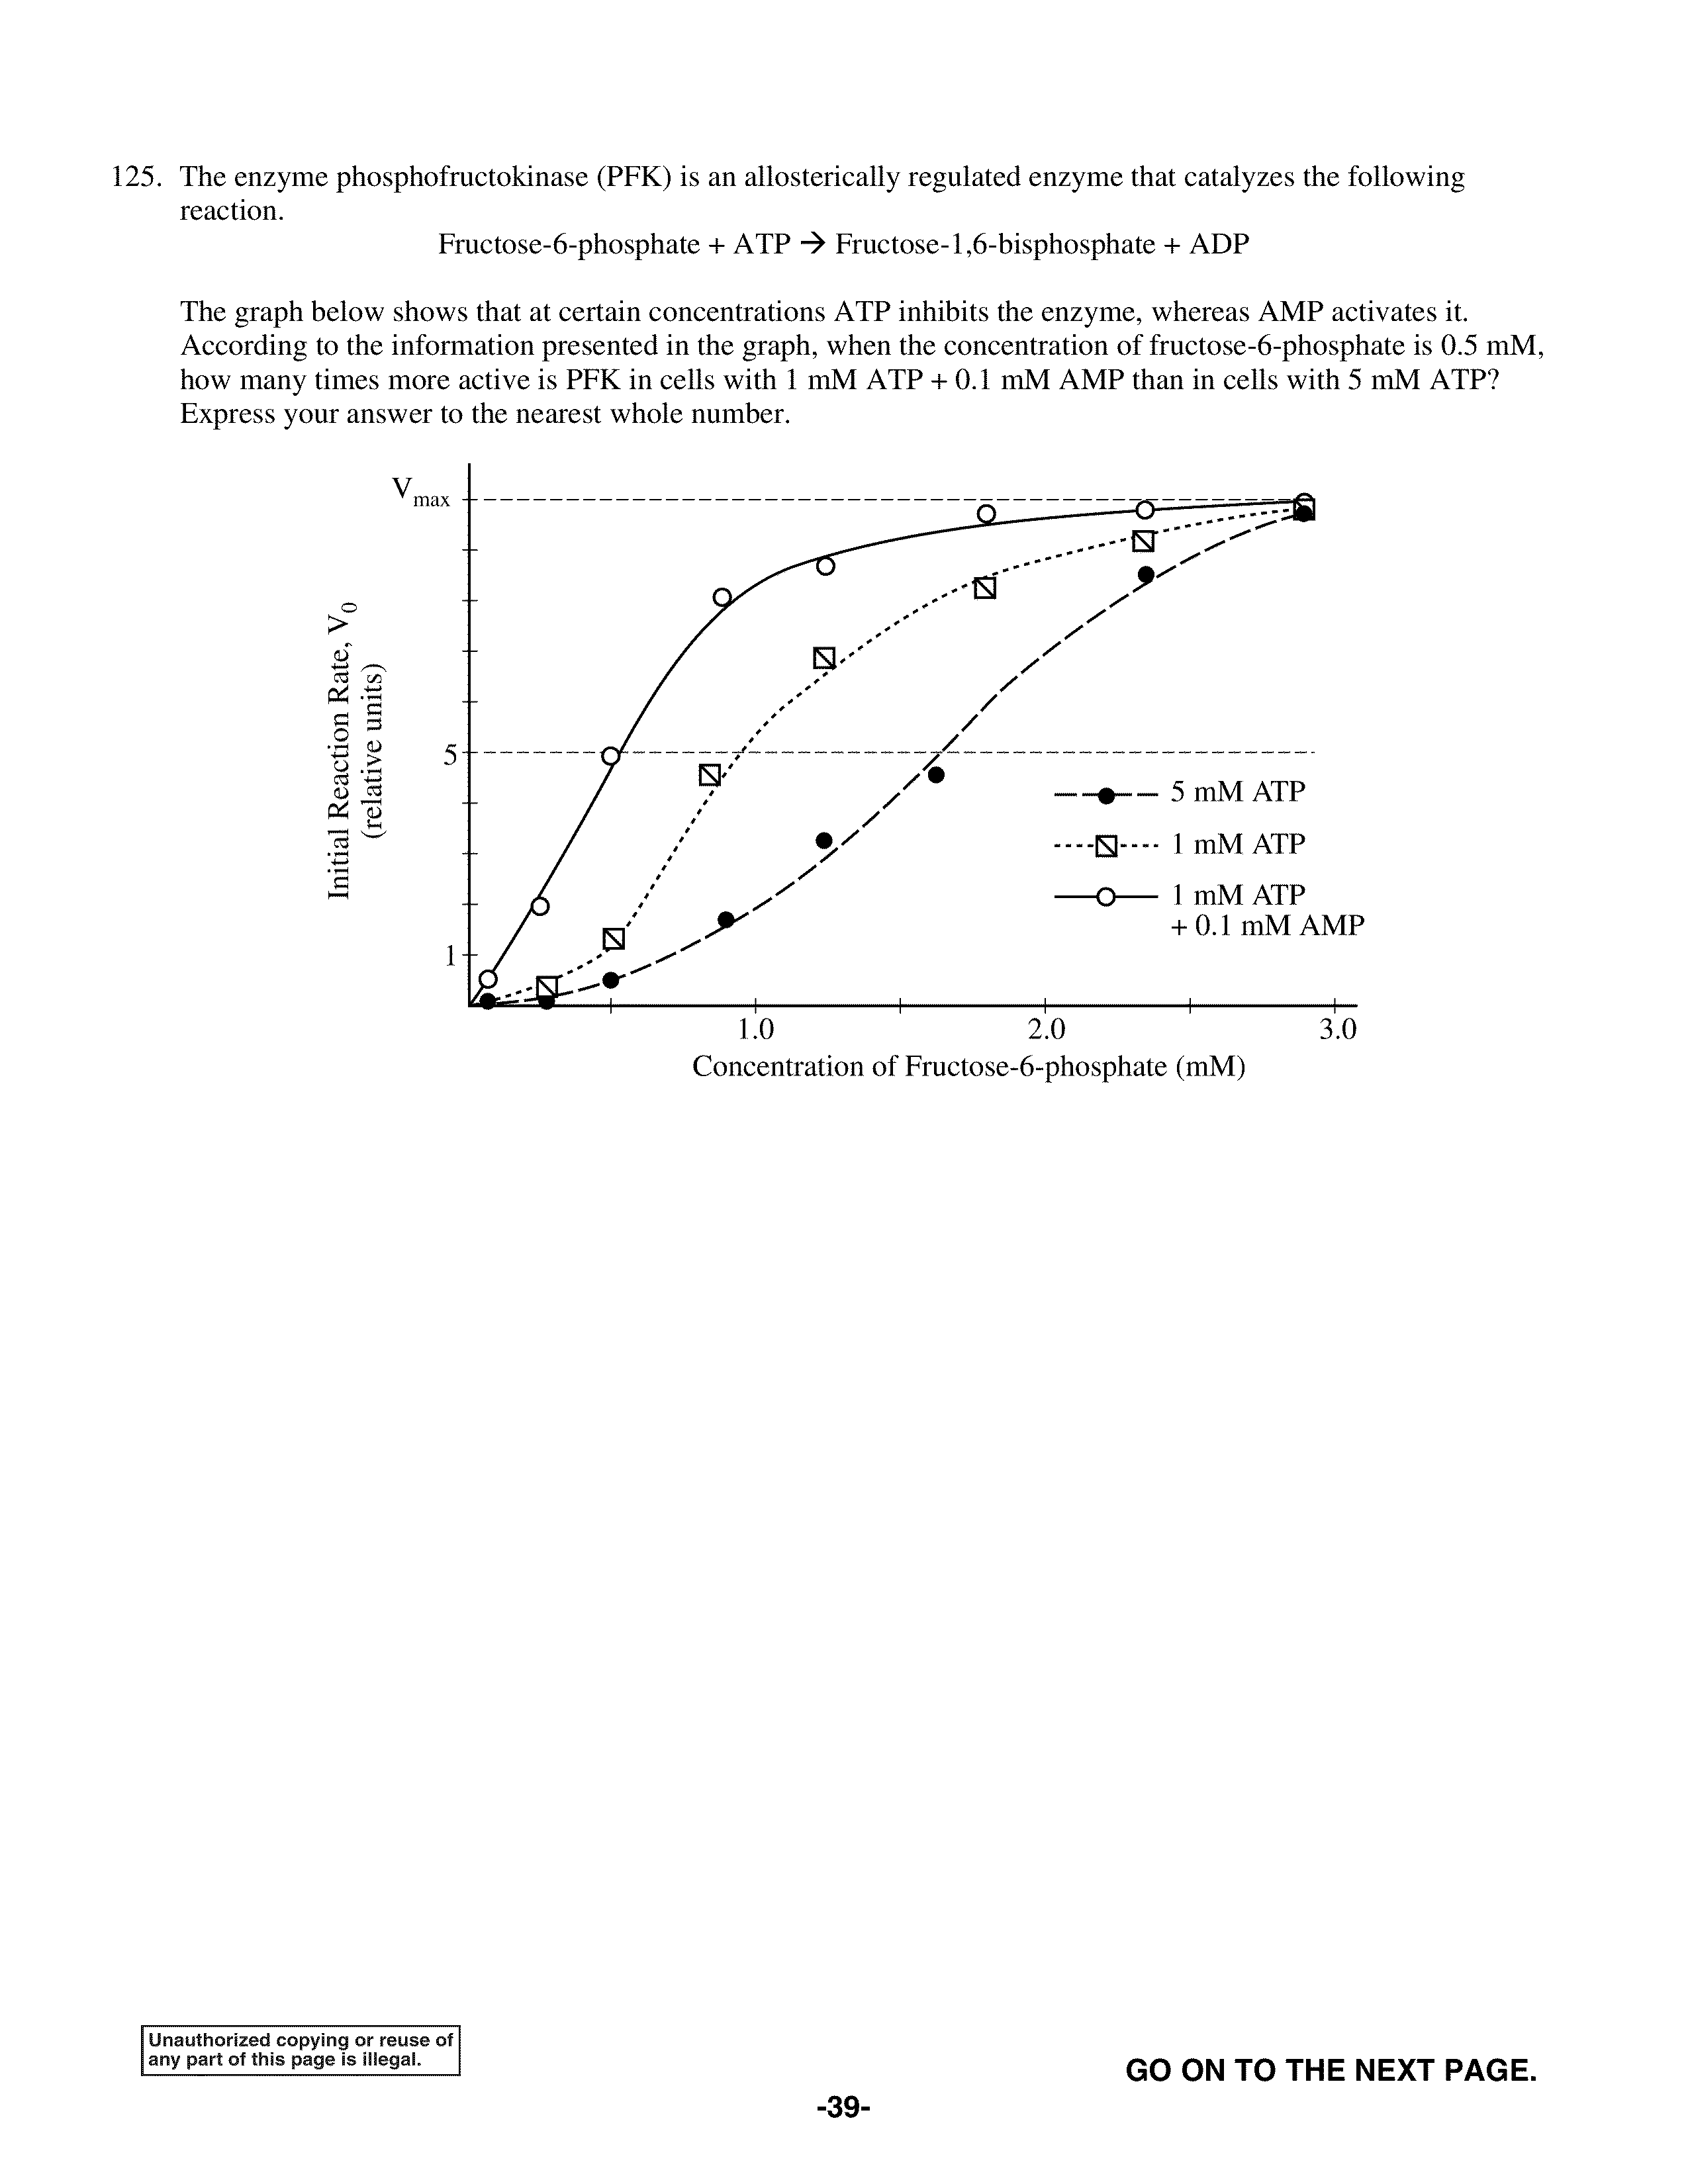 125. The enzyme phosphofructokinase (PFK) is an allosterically regulated enzyme that catalyzes the following
reaction.
Fructose-6-phosphate + ATP → Fructose-1,6-bisphosphate + ADP
The graph below shows that at certain concentrations ATP inhibits the enzyme, whereas AMP activates it.
According to the information presented in the graph, when the concentration of fructose-6-phosphate is 0.5 mM,
how many times more active is PFK in cells with 1 mM ATP + 0.1 mM AMP than in cells with 5 mM ATP?
Express your answer to the nearest whole number.
Vmax
Initial Reaction Rate, V0
(relative units)
5
1
5 mM ATP
1 mM ATP
1 mM ATP
+ 0.1 mM AMP
1.0 2.0 3.0
Concentration of Fructose-6-phosphate (mM)
Unauthorized copying or reuse of
any part of this page is illegal.
GO ON TO THE NEXT PAGE.
-39-